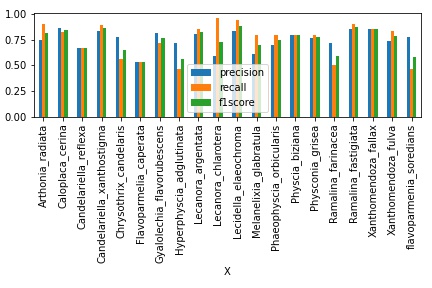 1.00
0.75
0.50
0.25
0.00
precision
recall
f1score
Arthonia_radiata
Caloplaca_cerina
Candelariella_reflexa
Candelariella_xanthostigma
Chrysothrix_candelaris
Flavoparmelia_caperata
Gyalolechia_flavorubescens
Hyperphyscia_adglutinata
Lecanora_argentata
Lecanora_chlarotera
Lecidella_elaeochroma
Melanelixia_glabratula
Phaeophyscia_orbicularis
Physcia_biziana
Physconia_grisea
Ramalina_farinacea
Ramalina_fastigiata
Xanthomendoza_fallax
Xanthomendoza_fulva
flavoparmenia_soredians
X